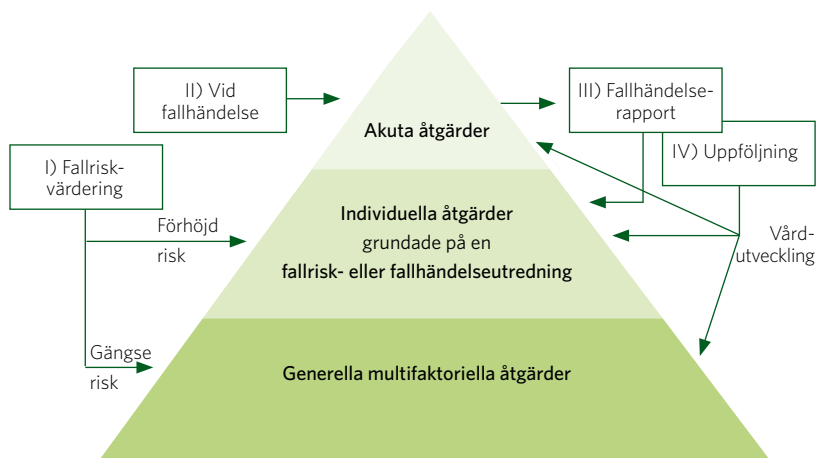 II) Vid
fallhändelse
III) Fallhändelse-
rapport
Akuta åtgärder
I) Fallrisk-
värdering
IV) Uppföljning
Förhöjd
risk
Individuella åtgärder
grundade på en
fallrisk- eller fallhändelseutredning
Vård-
utveckling
Gängse
risk
Generella multifaktoriella åtgärder